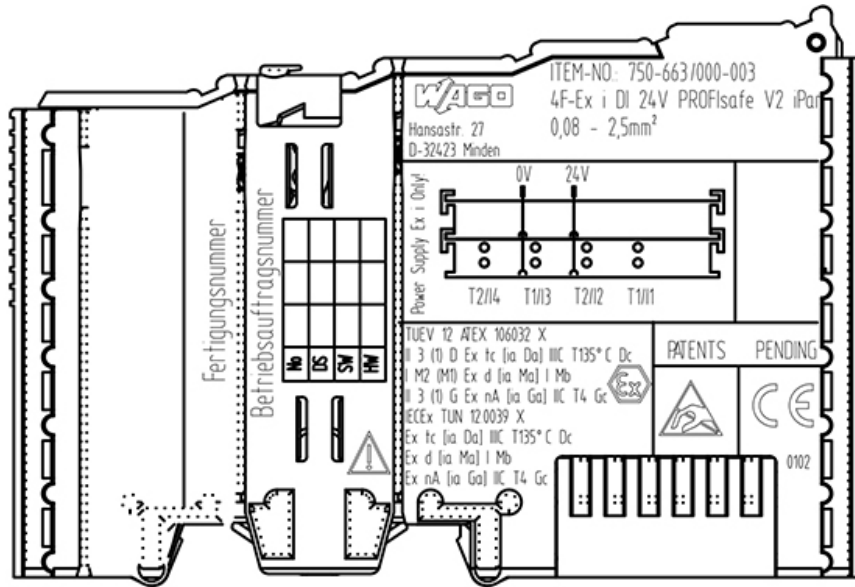 WAGO
Hansastr. 27
D-32423 Minden
ITEM-NO.: 750-663/000-003
4F-Ex i DI 24V PROFIsafe V2 iPar
0,08 - 2,5mm²
Power Supply Ex i Only!
0V 24V
T2/I4 T1/I3 T2/I2 T1/I1
Fertigungsnummer
Betriebsauftragsnummer
No
DS
SW
HW
TUEV 12 ATEX 106032 X
II 3 (1) D Ex tc [ia Da] IIIC T135°C Dc
I M2 (M1) Ex d [ia Ma] I Mb
II 3 (1) G Ex nA [ia Ga] IIC T4 Gc
IECEx TUN 12.0039 X
Ex tc [ia Da] IIIC T135°C Dc
Ex d [ia Ma] I Mb
Ex nA [ia Ga] IIC T4 Gc
Ex
PATENTS PENDING
CE
0102